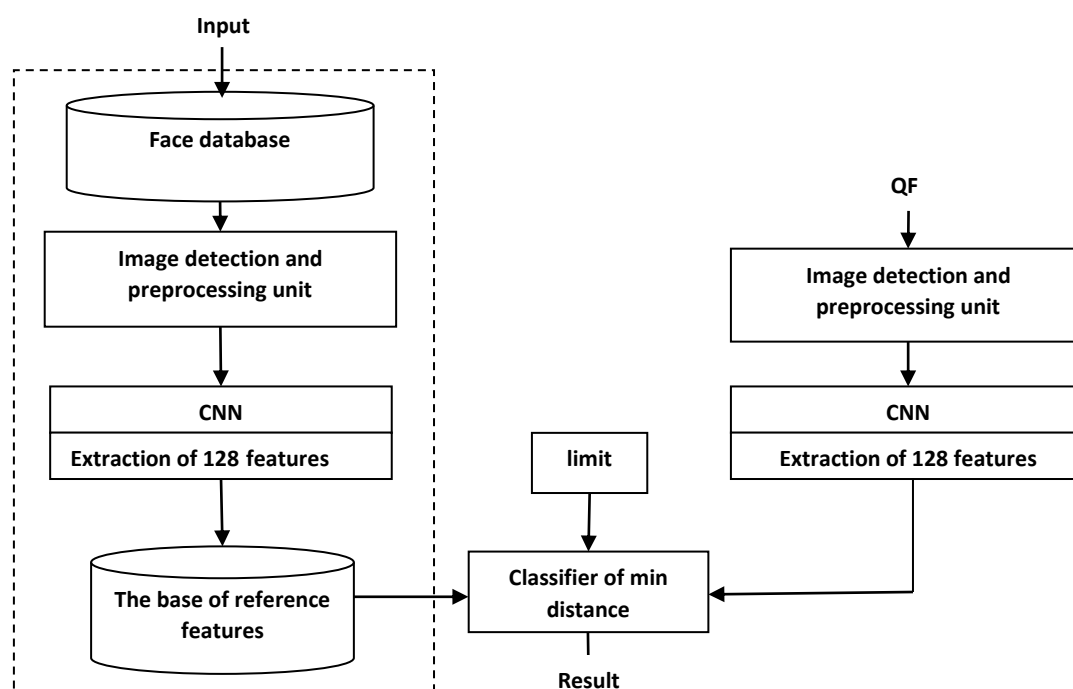 Input
Face database
Image detection and
preprocessing unit
CNN
Extraction of 128 features
The base of reference
features
QF
Image detection and
preprocessing unit
CNN
Extraction of 128 features
limit
Classifier of min
distance
Result